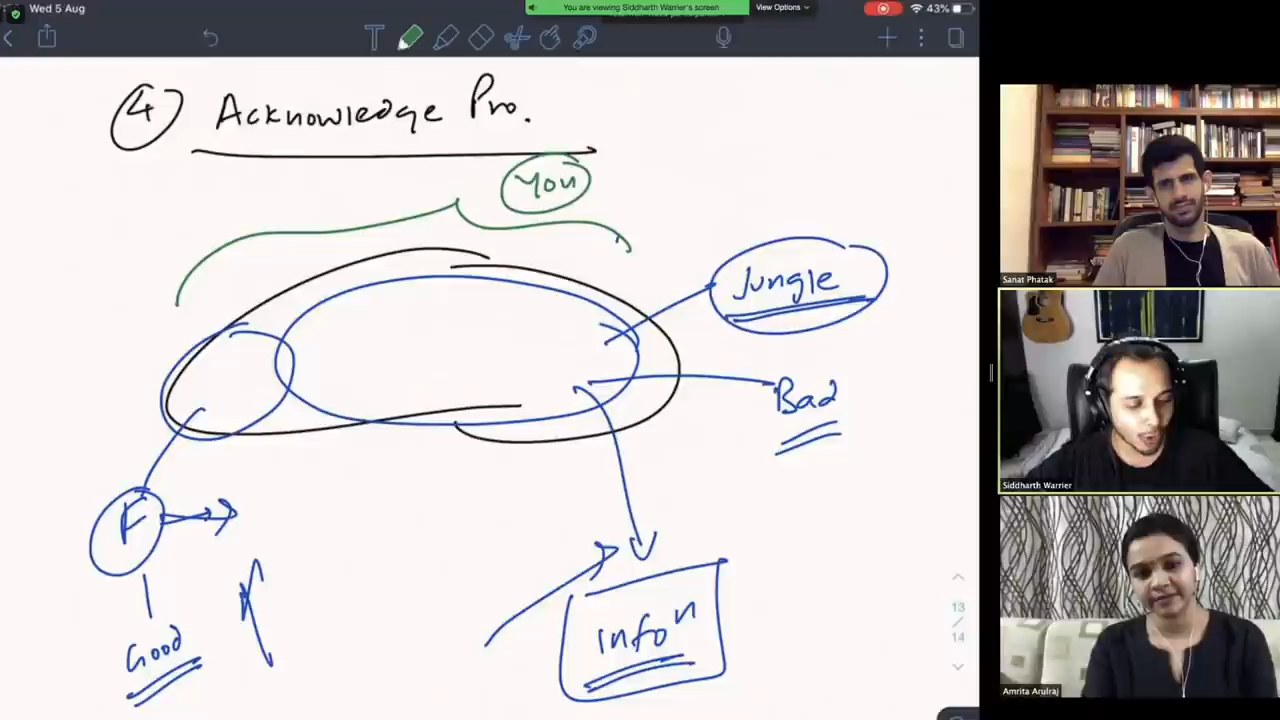 Wed 5 Aug
You are viewing Siddharth Warrier's screen
View Options
43%
④ Acknowledge Pro.
You
Jungle
Bad
F
Good
infoⁿ
13
/
14
Sanat Phatak
Siddharth Warrier
Amrita Arulraj